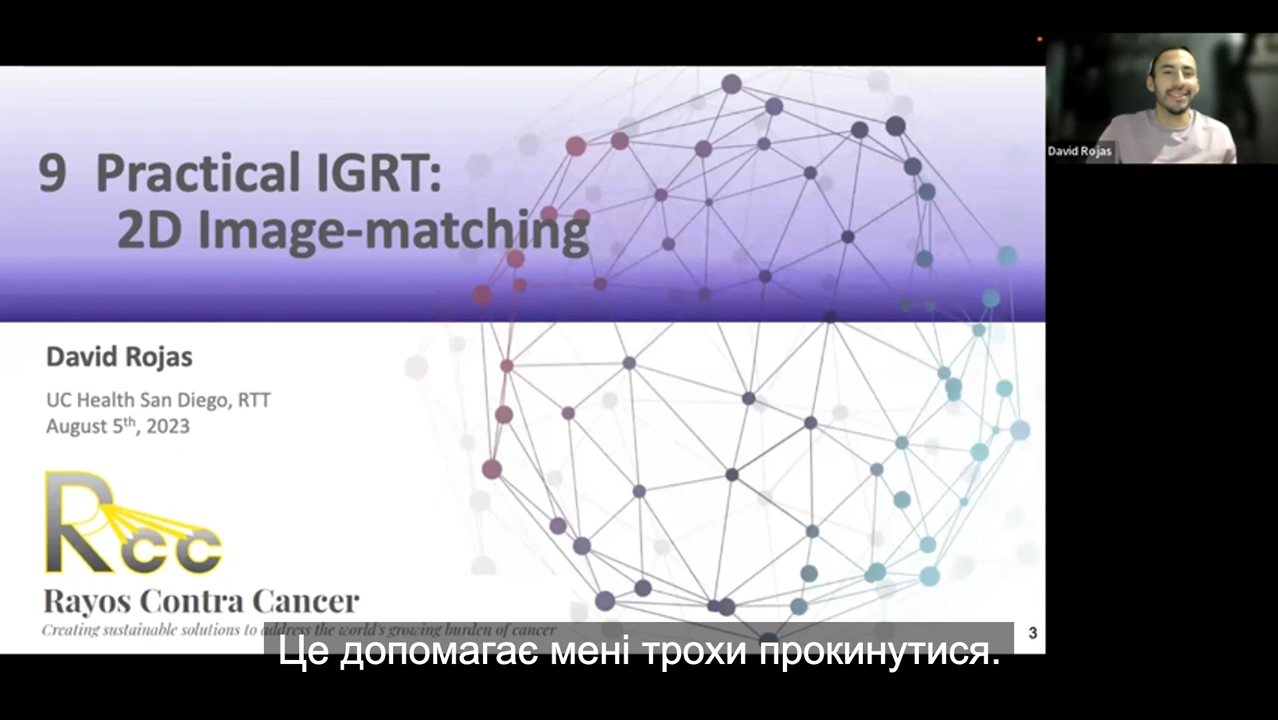 9 Practical IGRT:
2D Image-matching
David Rojas
David Rojas
UC Health San Diego, RTT
August 5th, 2023
Rcc
Rayos Contra Cancer
Creating sustainable solutions to address the world's growing burden of cancer
3
Це допомагає мені трохи прокинутися.